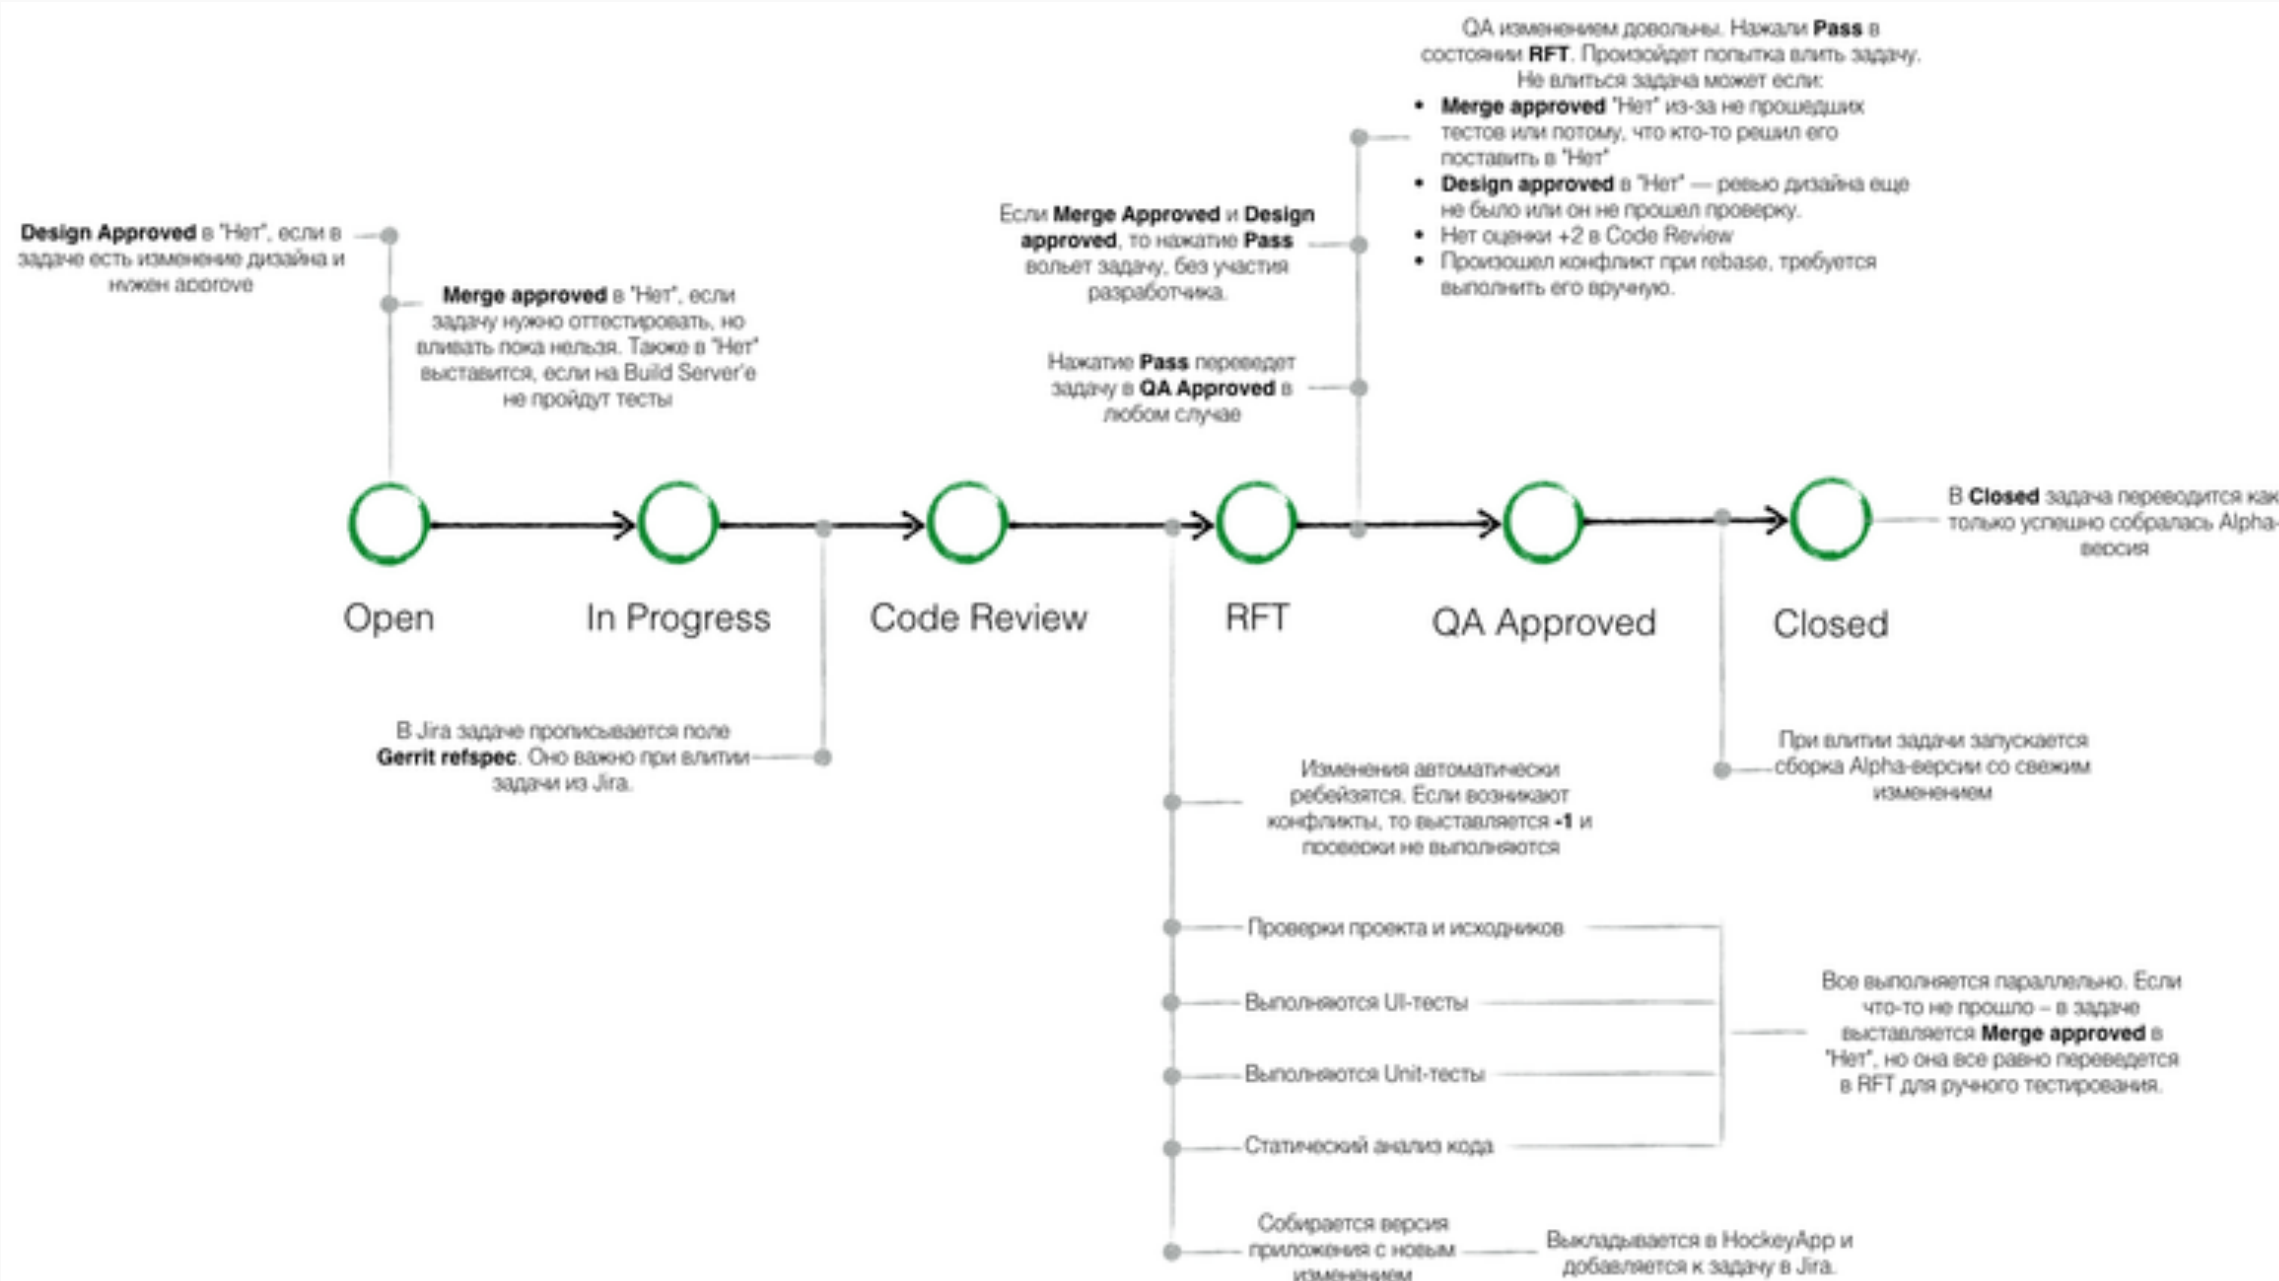 QA изменением довольны. Нажали Pass в
состоянии RFT. Произойдет попытка влить задачу.
Не влиться задача может если:
• Merge approved "Нет" из-за не прошедших
тестов или потому, что кто-то решил его
поставить в "Нет"
• Design approved в "Нет" — ревью дизайна еще
не было или он не прошел проверку.
• Нет оценки +2 в Code Review
• Произошел конфликт при rebase, требуется
выполнить его вручную.
Если Merge Approved и Design
approved, то нажатие Pass
вольет задачу, без участия
разработчика.
Нажатие Pass переведет
задачу в QA Approved в
любом случае
Design Approved в "Нет", если в
задаче есть изменение дизайна и
нужен approve
Merge approved в "Нет", если
задачу нужно оттестировать, но
вливать пока нельзя. Также в "Нет"
выставится, если на Build Server'е
не пройдут тесты
В Closed задача переводится как
только успешно собралась Alpha-
версия
Open
In Progress
Code Review
RFT
QA Approved
Closed
В Jira задаче прописывается поле
Gerrit refspec. Оно важно при влитии
задачи из Jira.
При влитии задачи запускается
сборка Alpha-версии со свежим
изменением
Изменения автоматически
ребейзятся. Если возникают
конфликты, то выставляется -1 и
проверки не выполняются
Проверки проекта и исходников
Выполняются UI-тесты
Выполняются Unit-тесты
Статический анализ кода
Все выполняется параллельно. Если
что-то не прошло – в задаче
выставляется Merge approved в
"Нет", но она все равно переведется
в RFT для ручного тестирования.
Собирается версия
приложения с новым
изменением
Выкладывается в HockeyApp и
добавляется к задачу в Jira.